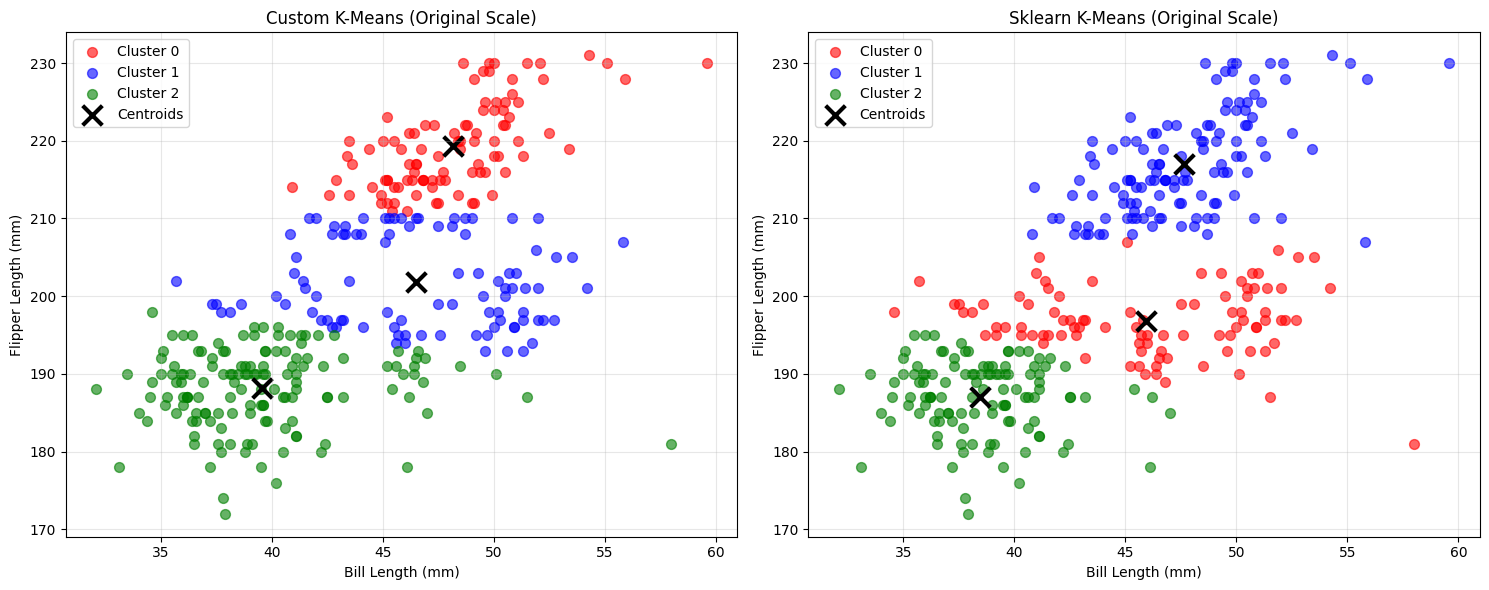 Custom K-Means (Original Scale)
Cluster 0
Cluster 1
Cluster 2
Centroids
230
220
210
200
190
180
170
Flipper Length (mm)
35
40
45
50
55
60
Bill Length (mm)
Sklearn K-Means (Original Scale)
Cluster 0
Cluster 1
Cluster 2
Centroids
230
220
210
200
190
180
170
Flipper Length (mm)
35
40
45
50
55
60
Bill Length (mm)